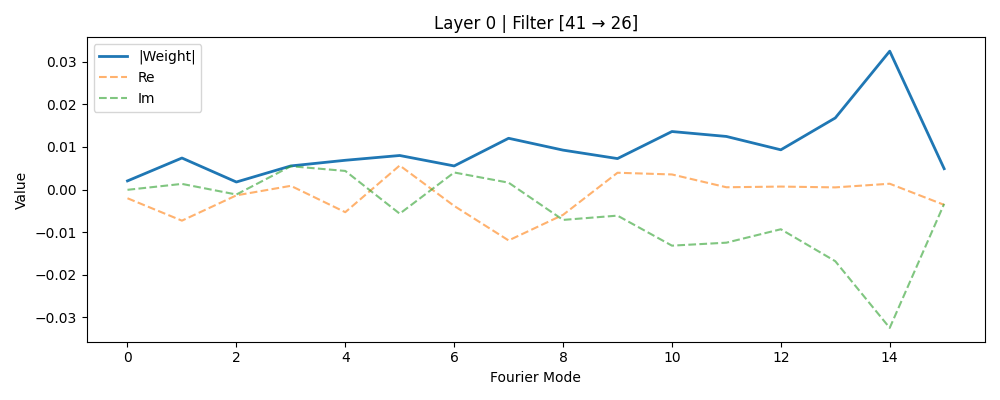 Layer 0 | Filter [41 → 26]
|Weight|
Re
Im
Value
0.03
0.02
0.01
0.00
−0.01
−0.02
−0.03
0 2 4 6 8 10 12 14
Fourier Mode